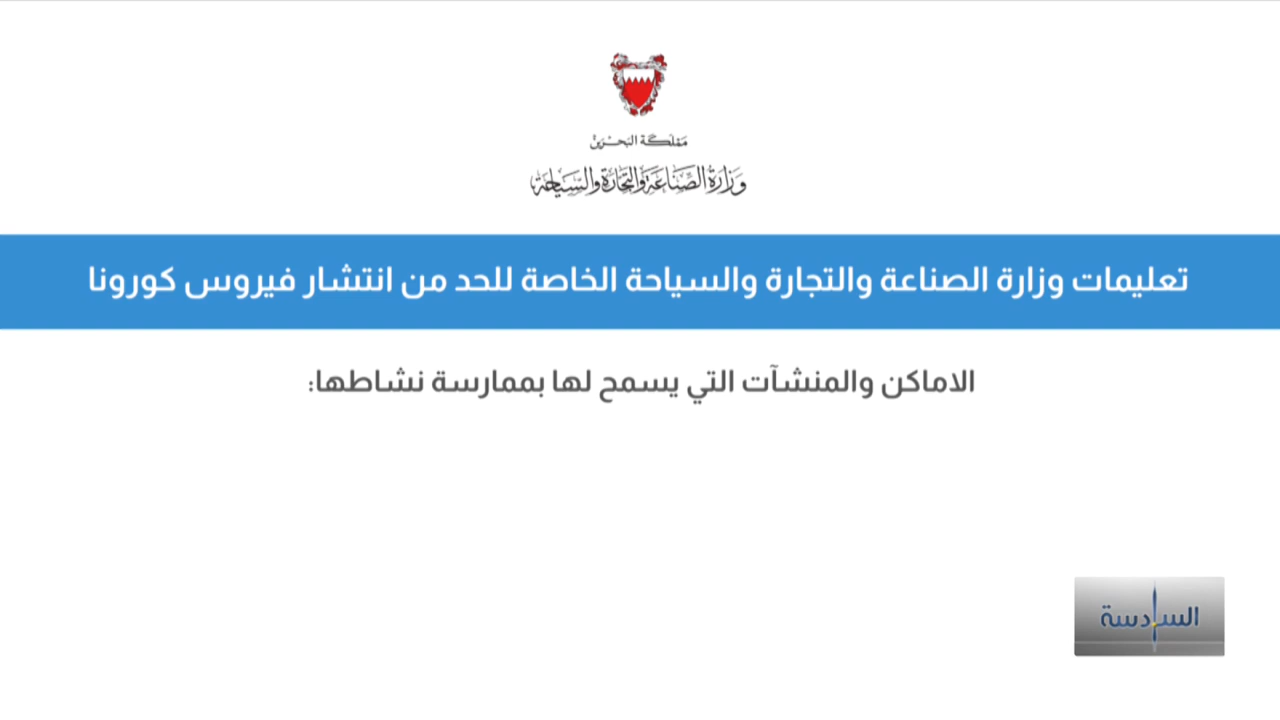 مملكة البحرين
وزارة الصناعة والتجارة والسياحة
تعليمات وزارة الصناعة والتجارة والسياحة الخاصة للحد من انتشار فيروس كورونا
الاماكن والمنشآت التي يسمح لها بممارسة نشاطها:
السادسة